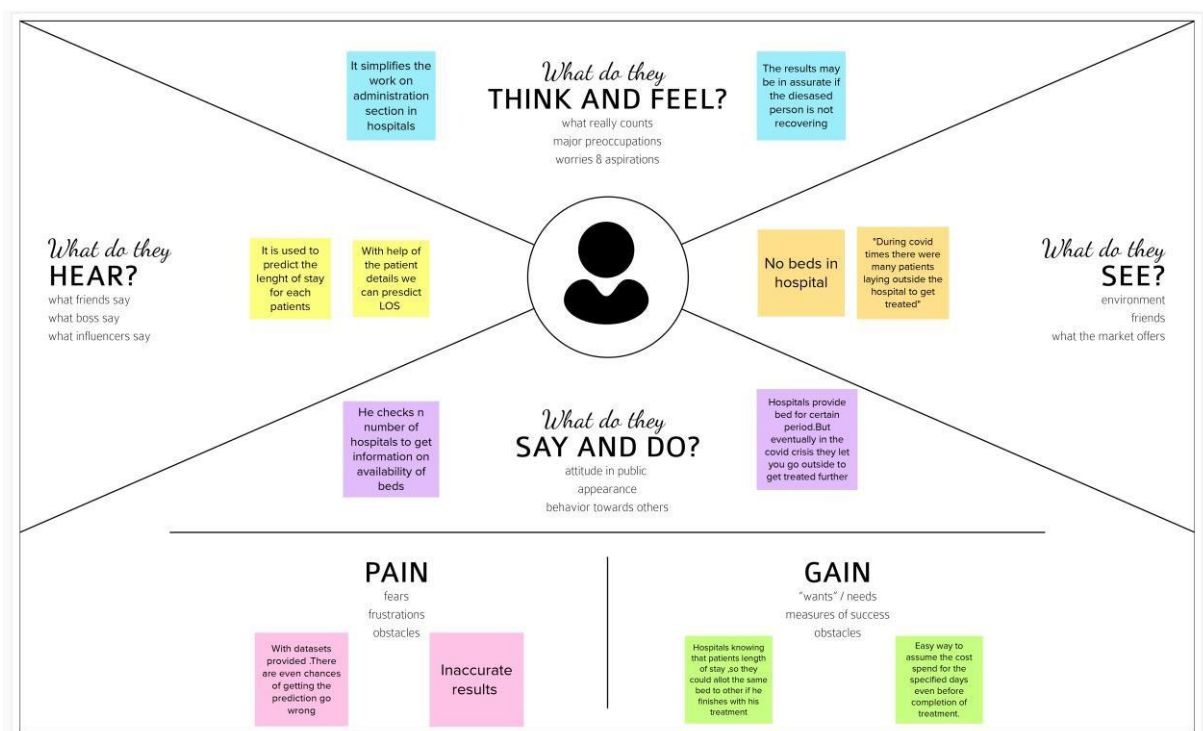 It simplifies the
work on
administration
section in
hospitals
What do they
THINK AND FEEL?
what really counts
major preoccupations
worries & aspirations
The results may
be in assurate if
the diesased
person is not
recovering
What do they
HEAR?
what friends say
what boss say
what influencers say
It is used to
predict the
lenght of stay
for each
patients
With help of
the patient
details we
can presdict
LOS
No beds in
hospital
"During covid
times there were
many patients
laying outside the
hospital to get
treated"
What do they
SEE?
environment
friends
what the market offers
He checks n
number of
hospitals to get
information on
availability of
beds
What do they
SAY AND DO?
attitude in public
appearance
behavior towards others
Hospitals provide
bed for certain
period.But
eventually in the
covid crisis they let
you go outside to
get treated further
PAIN
fears
frustrations
obstacles
With datasets
provided .There
are even chances
of getting the
prediction go
wrong
Inaccurate
results
GAIN
"wants" / needs
measures of success
obstacles
Hospitals knowing
that patients length
of stay ,so they
could allot the same
bed to other if he
finishes with his
treatment
Easy way to
assume the cost
spend for the
specified days
even before
completion of
treatment.